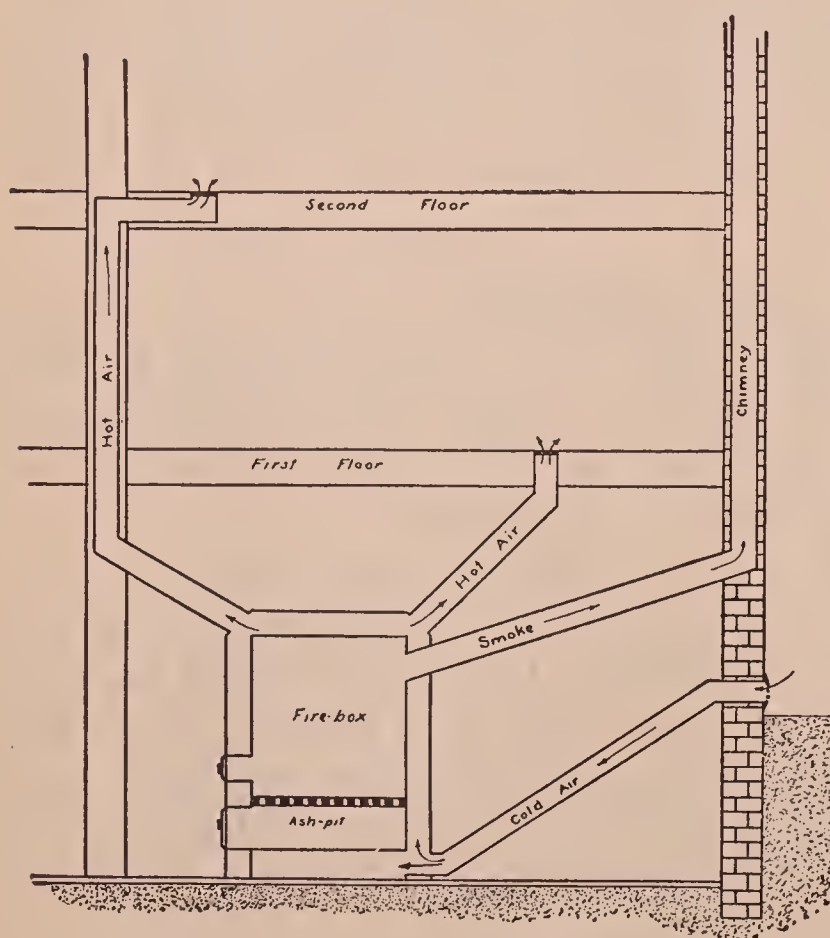 Second Floor
Hot Air
Chimney
First Floor
Hot Air
Smoke
Fire-box
Cold Air
Ash-pit